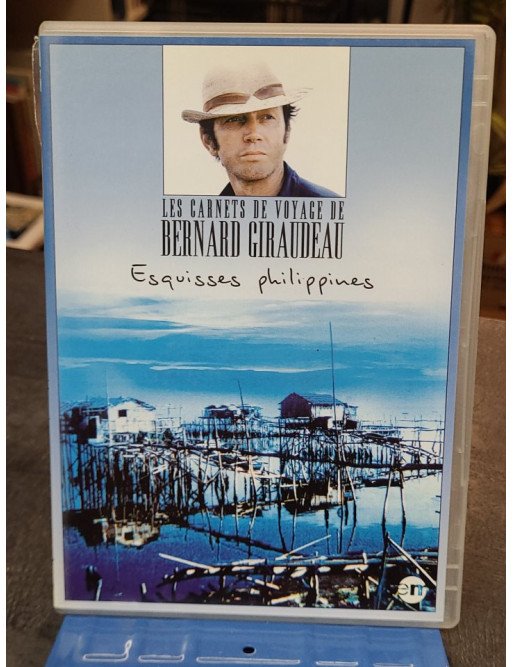 LES CARNETS DE VOYAGE DE
BERNARD GIRAUDEAU
Esquisses philippines